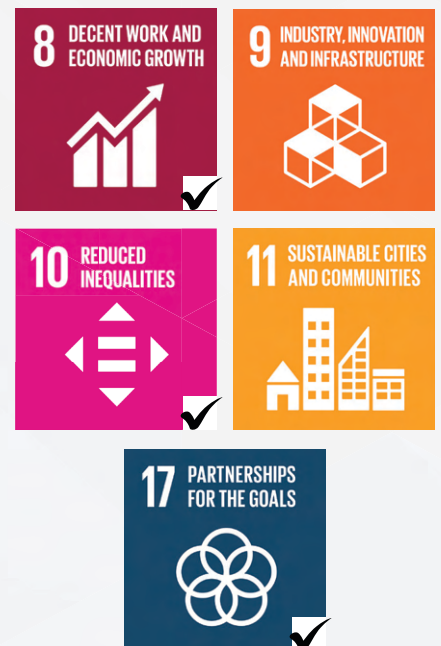 8 DECENT WORK AND
ECONOMIC GROWTH
9 INDUSTRY, INNOVATION
AND INFRASTRUCTURE
10 REDUCED
INEQUALITIES
11 SUSTAINABLE CITIES
AND COMMUNITIES
17 PARTNERSHIPS
FOR THE GOALS